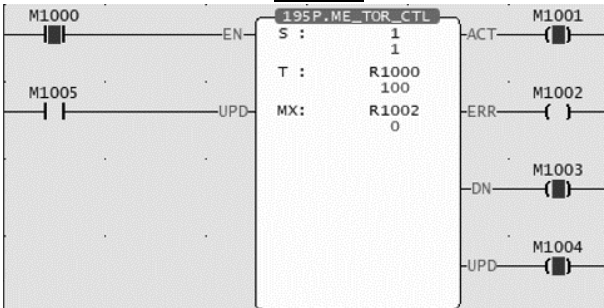 M1000
195P.ME_TOR_CTL
M1001
EN
S : 1
ACT
1
T : R1000
100
M1005
M1002
UPD
MX: R1002
ERR
0
M1003
DN
M1004
UPD